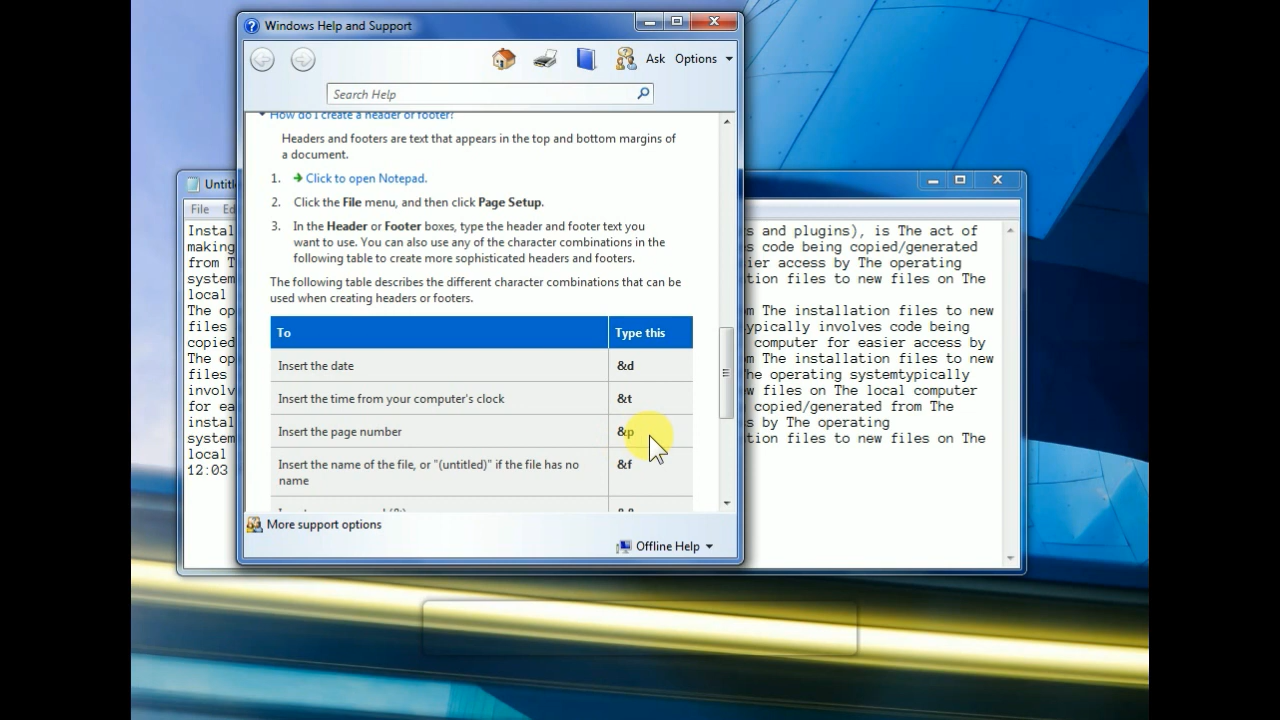 Windows Help and Support
Ask
Options
Search Help
How do I create a header or footer?
Headers and footers are text that appears in the top and bottom margins of
a document.
1. Click to open Notepad.
2. Click the File menu, and then click Page Setup.
3. In the Header or Footer boxes, type the header and footer text you
want to use. You can also use any of the character combinations in the
following table to create more sophisticated headers and footers.
The following table describes the different character combinations that can be
used when creating headers or footers.
To Type this
Insert the date &d
Insert the time from your computer's clock &t
Insert the page number &p
Insert the name of the file, or "(untitled)" if the file has no &f
name
More support options
Offline Help
Untitl
File Ed
Instal s and plugins), is The act of
making s code being copied/generated
from T ier access by The operating
system tion files to new files on The
local
The op m The installation files to new
files typically involves code being
copied computer for easier access by
The op m The installation files to new
files he operating systemtypically
involv w files on The local computer
for ea copied/generated from The
instal s by The operating
system tion files to new files on The
local
12:03